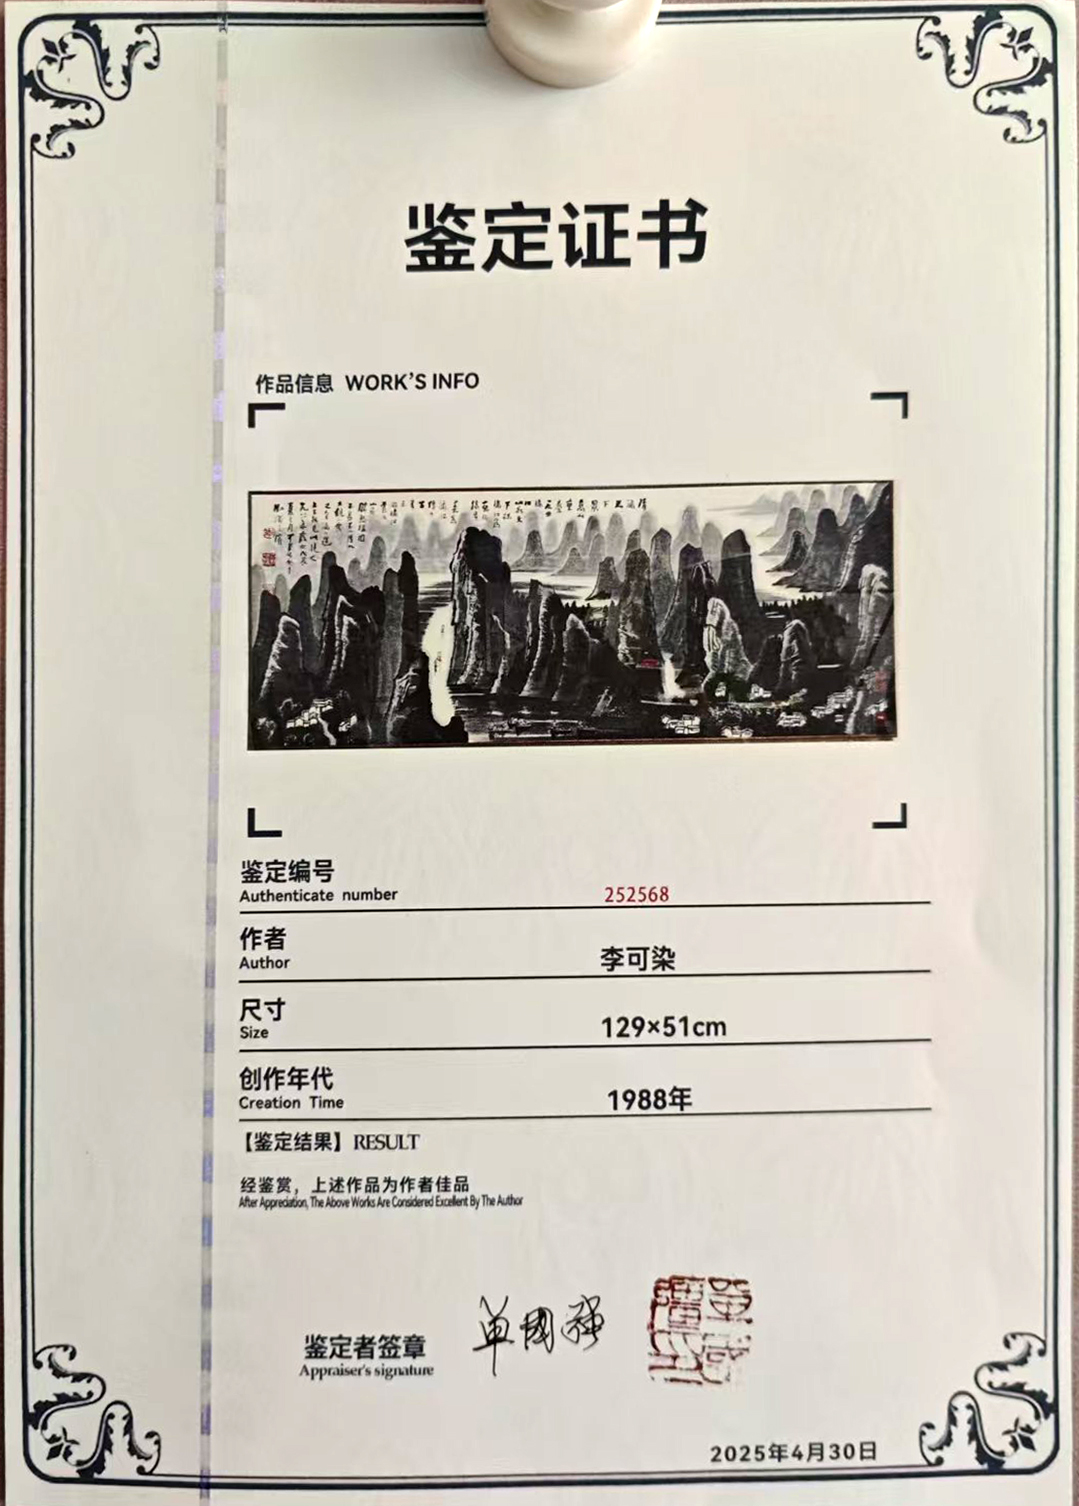 鉴定证书
作品信息 WORK'S INFO
鉴定编号
Authenticate number
252568
作者
Author
李可染
尺寸
Size
129×51cm
创作年代
Creation Time
1988年
【鉴定结果】RESULT
经鉴赏，上述作品为作者佳品
After Appreciation, The Above Works Are Considered Excellent By The Author
鉴定者签章
Appraiser's signature
單國強
2025年4月30日